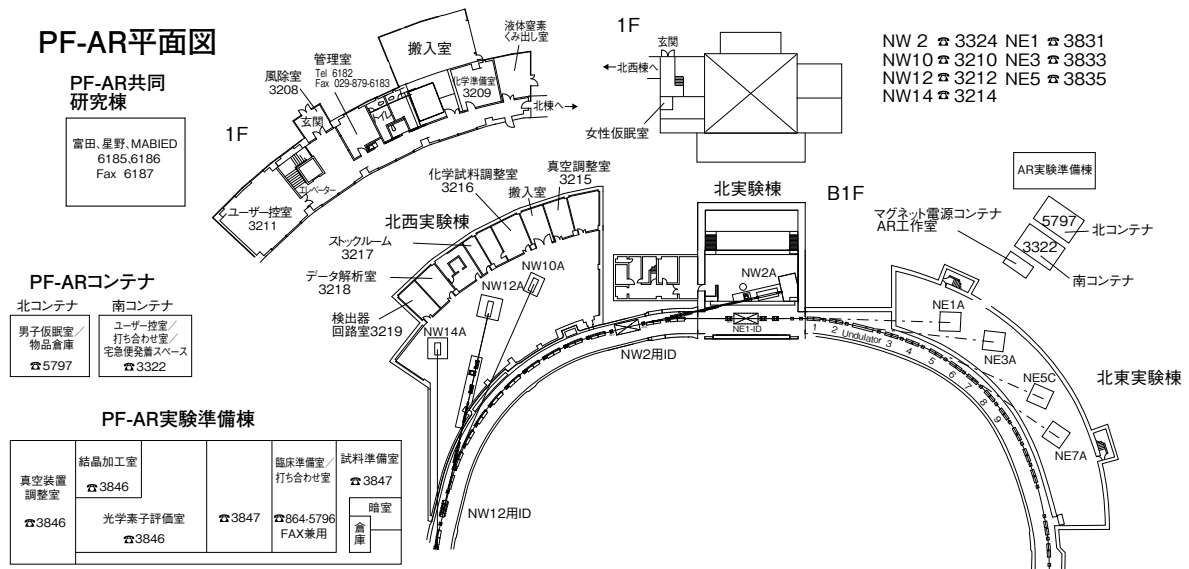 PF-AR平面図
PF-AR共同
研究棟
富田、星野、MABIED
6185.6186
Fax 6187
1F
風除室
3208
管理室
Tel 6182
Fax 029-879-6183
搬入室
液体窒素
くみ出し室
化学準備室
3209
玄関
トイレ
北棟へ
エレベーター
ユーザー控室
3211
1F
玄関
北西棟へ
女性仮眠室
NW 2 ☎ 3324 NE1 ☎ 3831
NW10 ☎ 3210 NE3 ☎ 3833
NW12 ☎ 3212 NE5 ☎ 3835
NW14 ☎ 3214
AR実験準備棟
マグネット電源コンテナ
AR工作室
5797
北コンテナ
3322
南コンテナ
B1F
北実験棟
北西実験棟
化学試料調整室
3216
搬入室
真空調整室
3215
ストックルーム
3217
データ解析室
3218
検出器
回路室3219
NW10A
NW12A
NW14A
NW2A
NE1-ID
NW2用ID
NW12用ID
1 2 Undulator 3 4 5 6 7 8 9
NE1A
NE3A
NE5C
NE7A
北東実験棟
PF-ARコンテナ
北コンテナ
男子仮眠室／
物品倉庫
☎5797
南コンテナ
ユーザー控室／
打ち合わせ室／
宅急便発着スペース
☎3322
PF-AR実験準備棟
真空装置
調整室
☎3846
結晶加工室
☎3846
光学素子評価室
☎3846
☎3847
臨床準備室／
打ち合わせ室
☎864-5796
FAX兼用
試料準備室
☎3847
暗室
倉庫